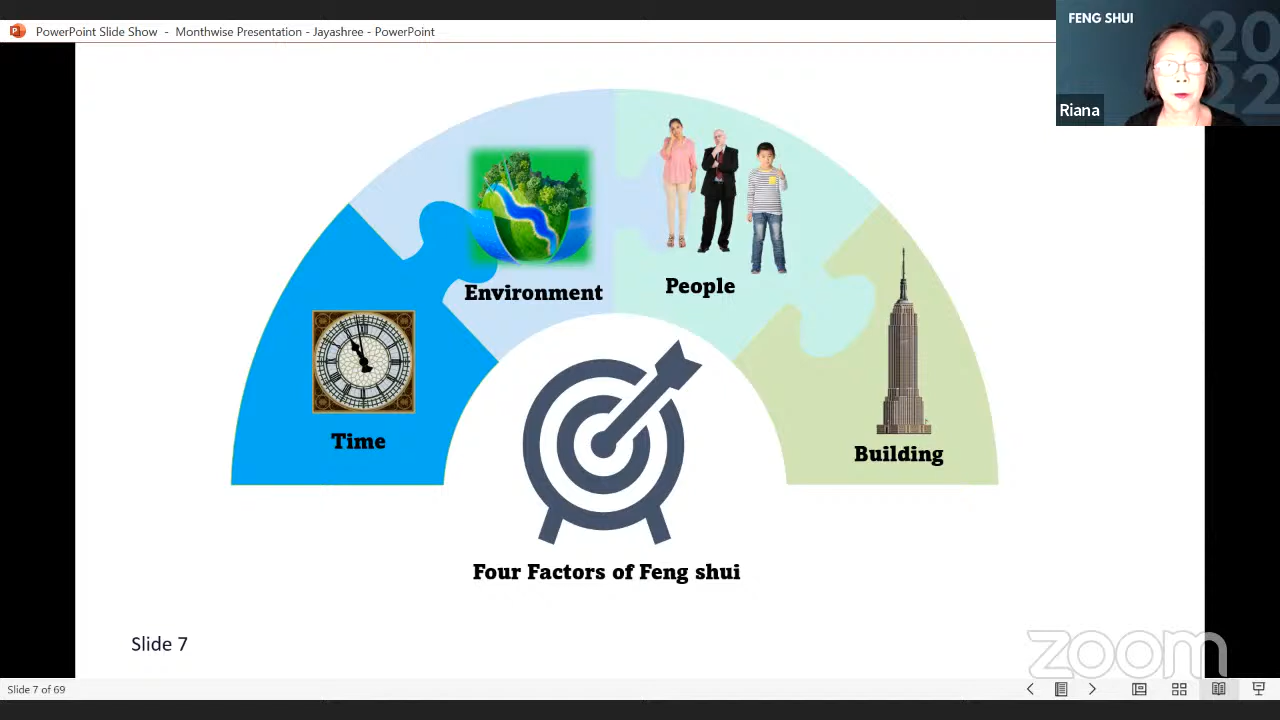 PowerPoint Slide Show - Monthwise Presentation - Jayashree - PowerPoint
FENG SHUI
2022
Riana
Environment
People
Time
Building
Four Factors of Feng shui
Slide 7
zoom
Slide 7 of 69